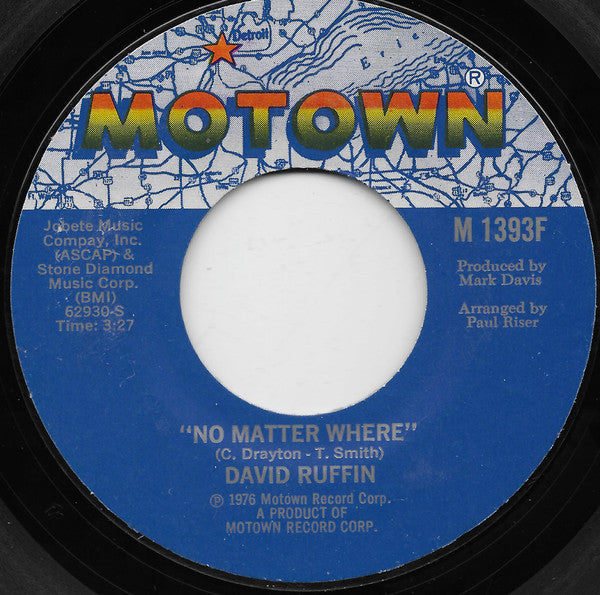 Detroit
Erie
MOTOWN®
Jobete Music
Compay, Inc.
(ASCAP) &
Stone Diamond
Music Corp.
(BMI)
62930-S
Time: 3:27
M 1393F
Produced by
Mark Davis
Arranged by
Paul Riser
"NO MATTER WHERE"
(C. Drayton - T. Smith)
DAVID RUFFIN
℗ 1976 Motown Record Corp.
A PRODUCT OF
MOTOWN RECORD CORP.